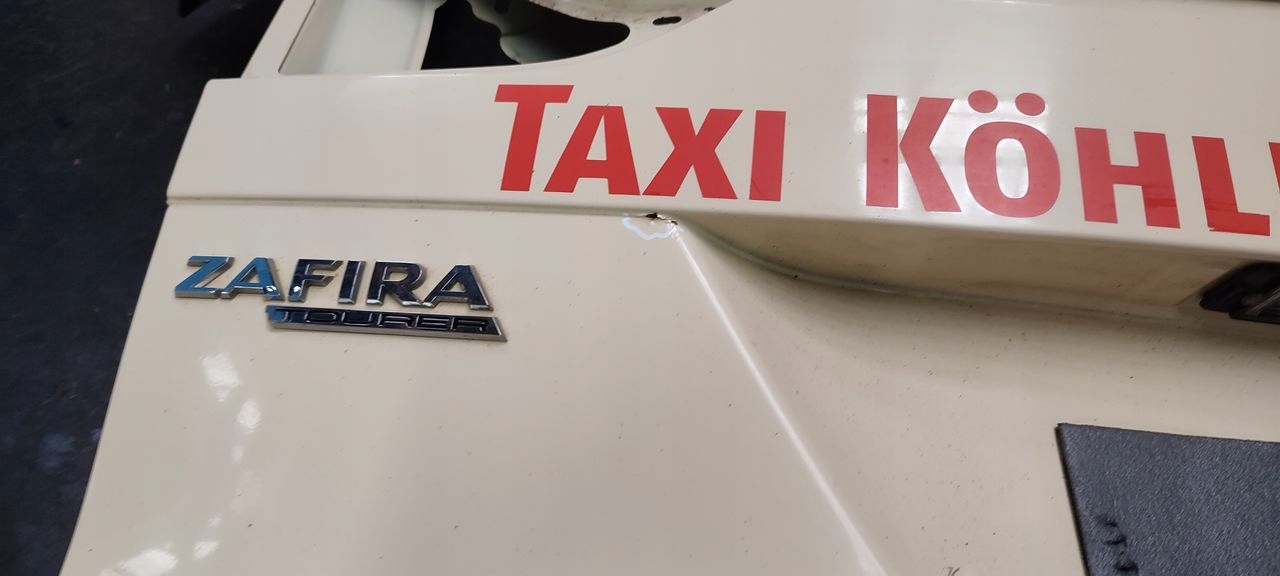 TAXI KÖHL
ZAFIRA
TOURER